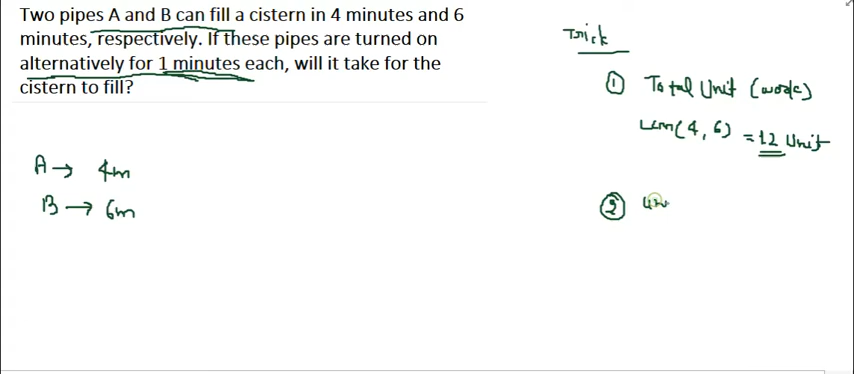 Two pipes A and B can fill a cistern in 4 minutes and 6
minutes, respectively. If these pipes are turned on
alternatively for 1 minutes each, will it take for the
cistern to fill?
Trick
① Total Unit (work)
LCM(4, 6) = 12 Unit
A → 4m
B → 6m
②